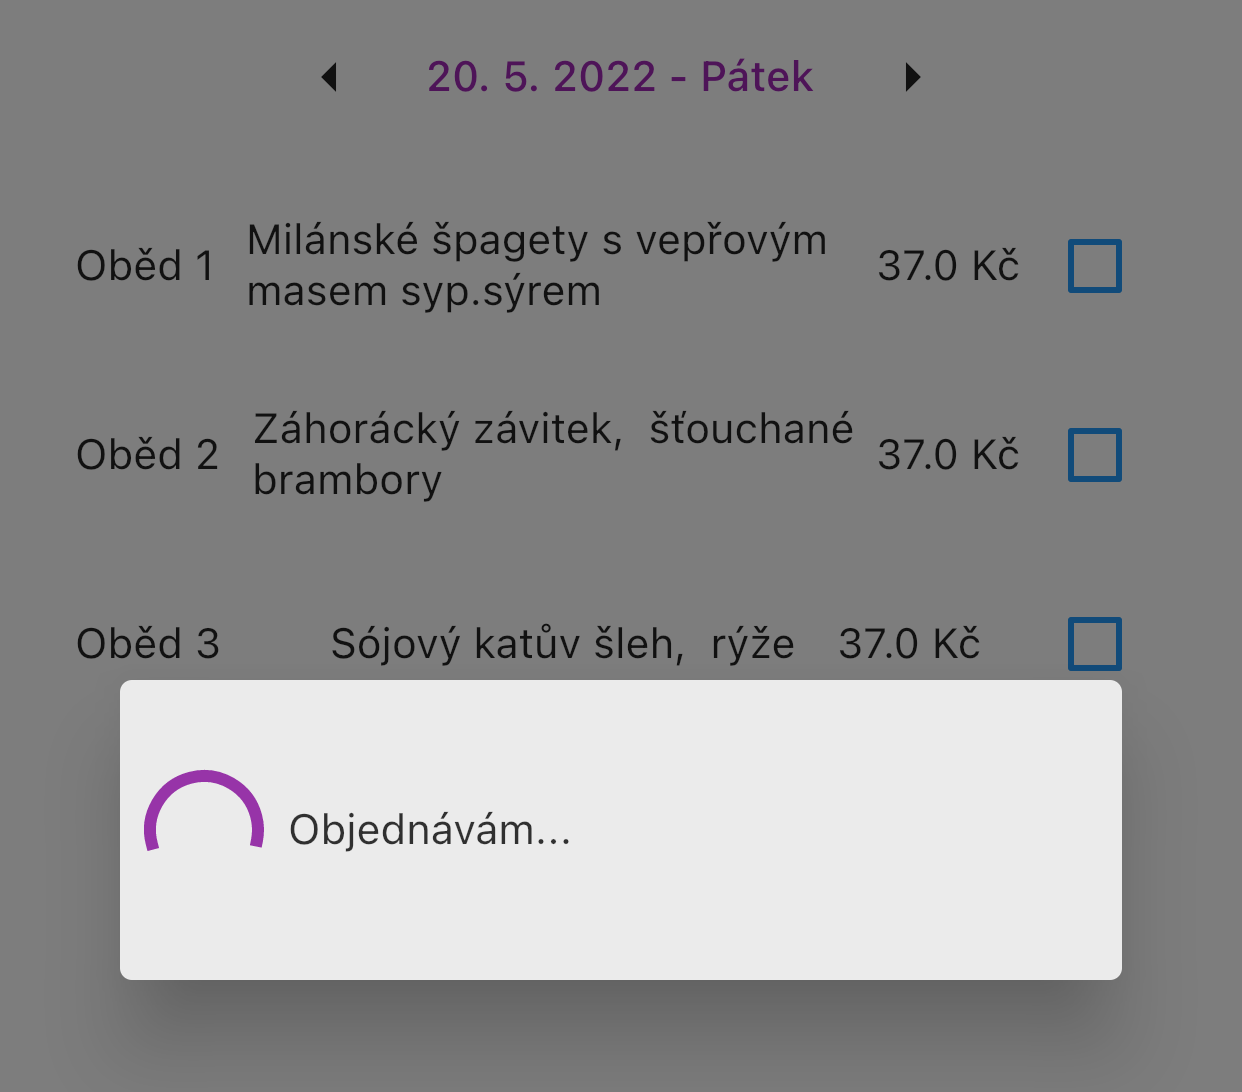 20. 5. 2022 - Pátek
Oběd 1
Milánské špagety s vepřovým
masem syp.sýrem
37.0 Kč
Oběd 2
Záhorácký závitek,  šťouchané
brambory
37.0 Kč
Oběd 3
Sójový katův šleh,  rýže
37.0 Kč
Objednávám...